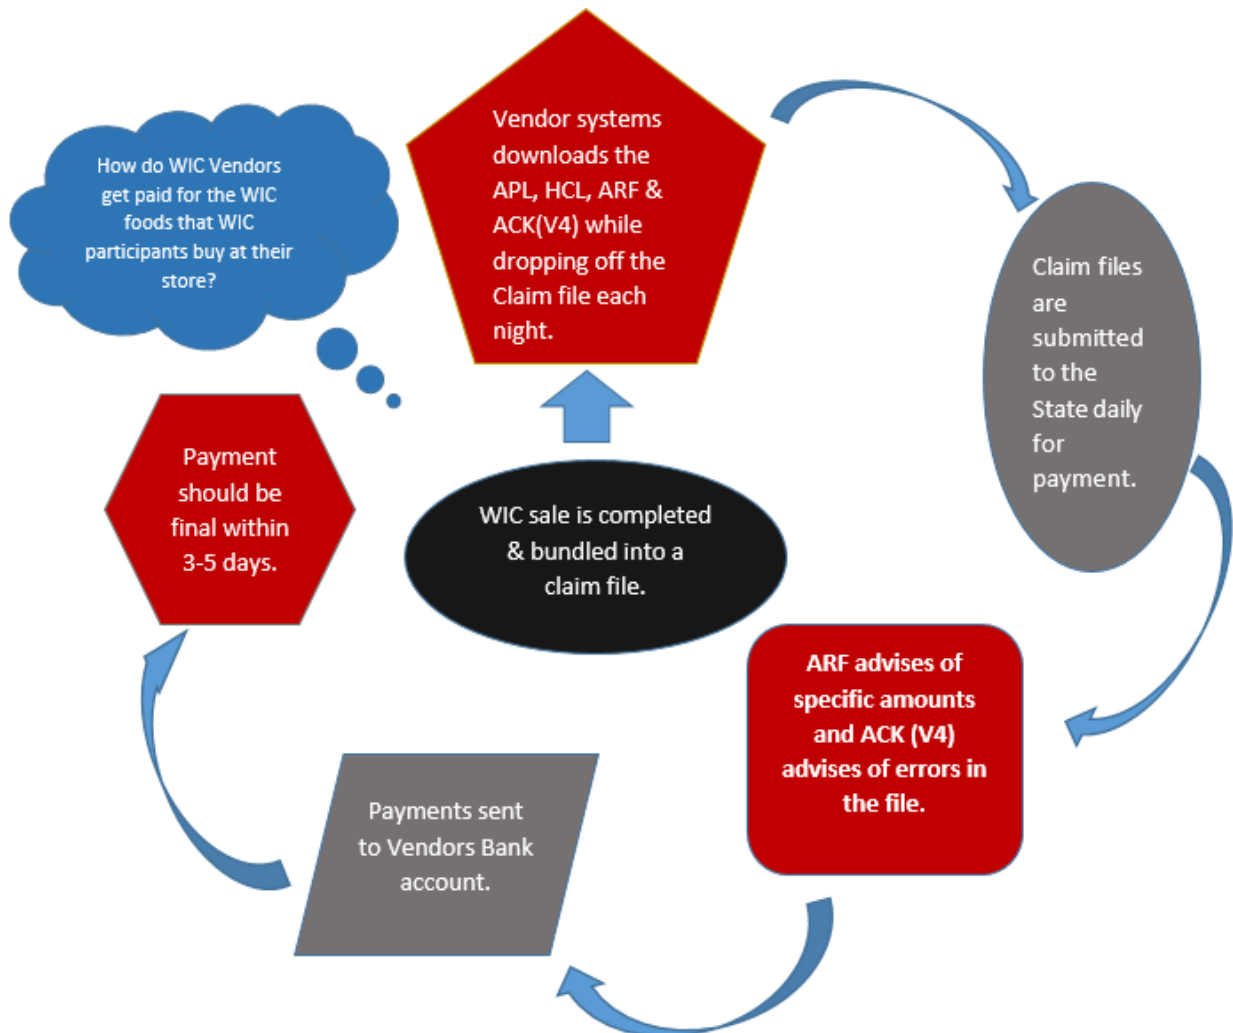 How do WIC Vendors
get paid for the WIC
foods that WIC
participants buy at their
store?
Vendor systems
downloads the
APL, HCL, ARF &
ACK(V4) while
dropping off the
Claim file each
night.
Claim files
are
submitted
to the
State daily
for
payment.
Payment
should be
final within
3-5 days.
WIC sale is completed
& bundled into a
claim file.
ARF advises of
specific amounts
and ACK (V4)
advises of errors in
the file.
Payments sent
to Vendors Bank
account.